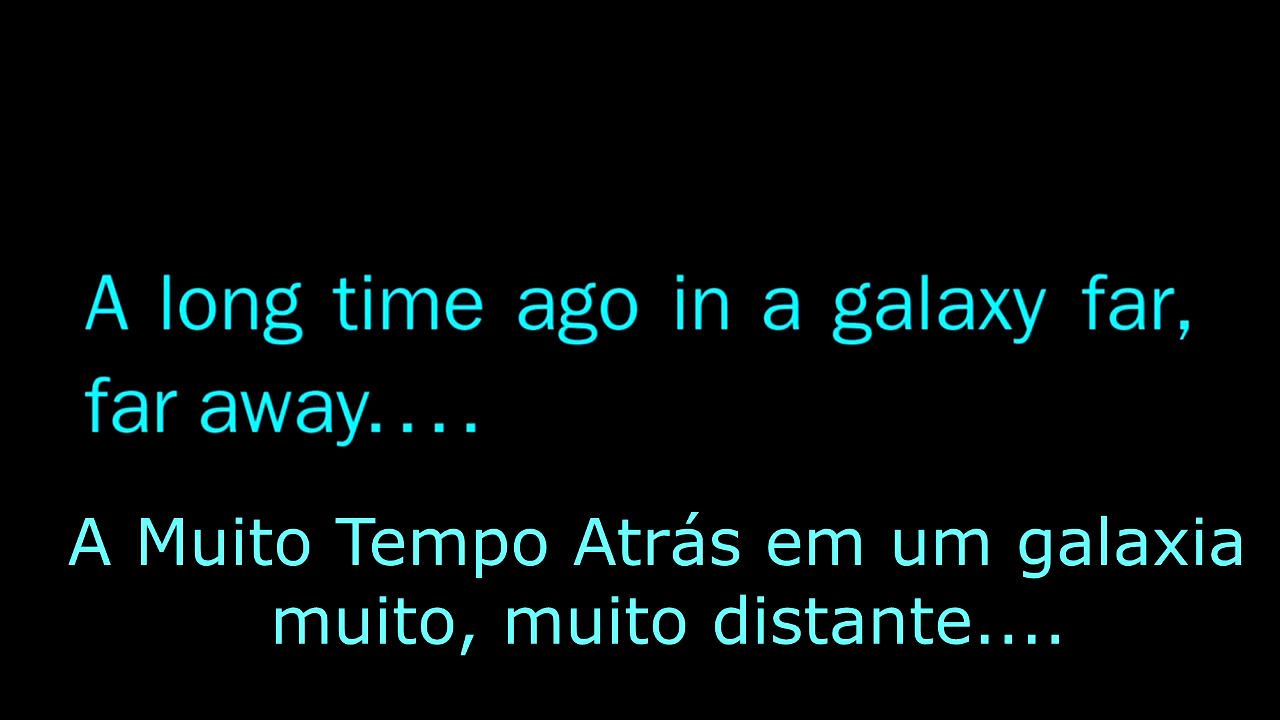 A long time ago in a galaxy far,
far away....
A Muito Tempo Atrás em um galaxia
muito, muito distante....